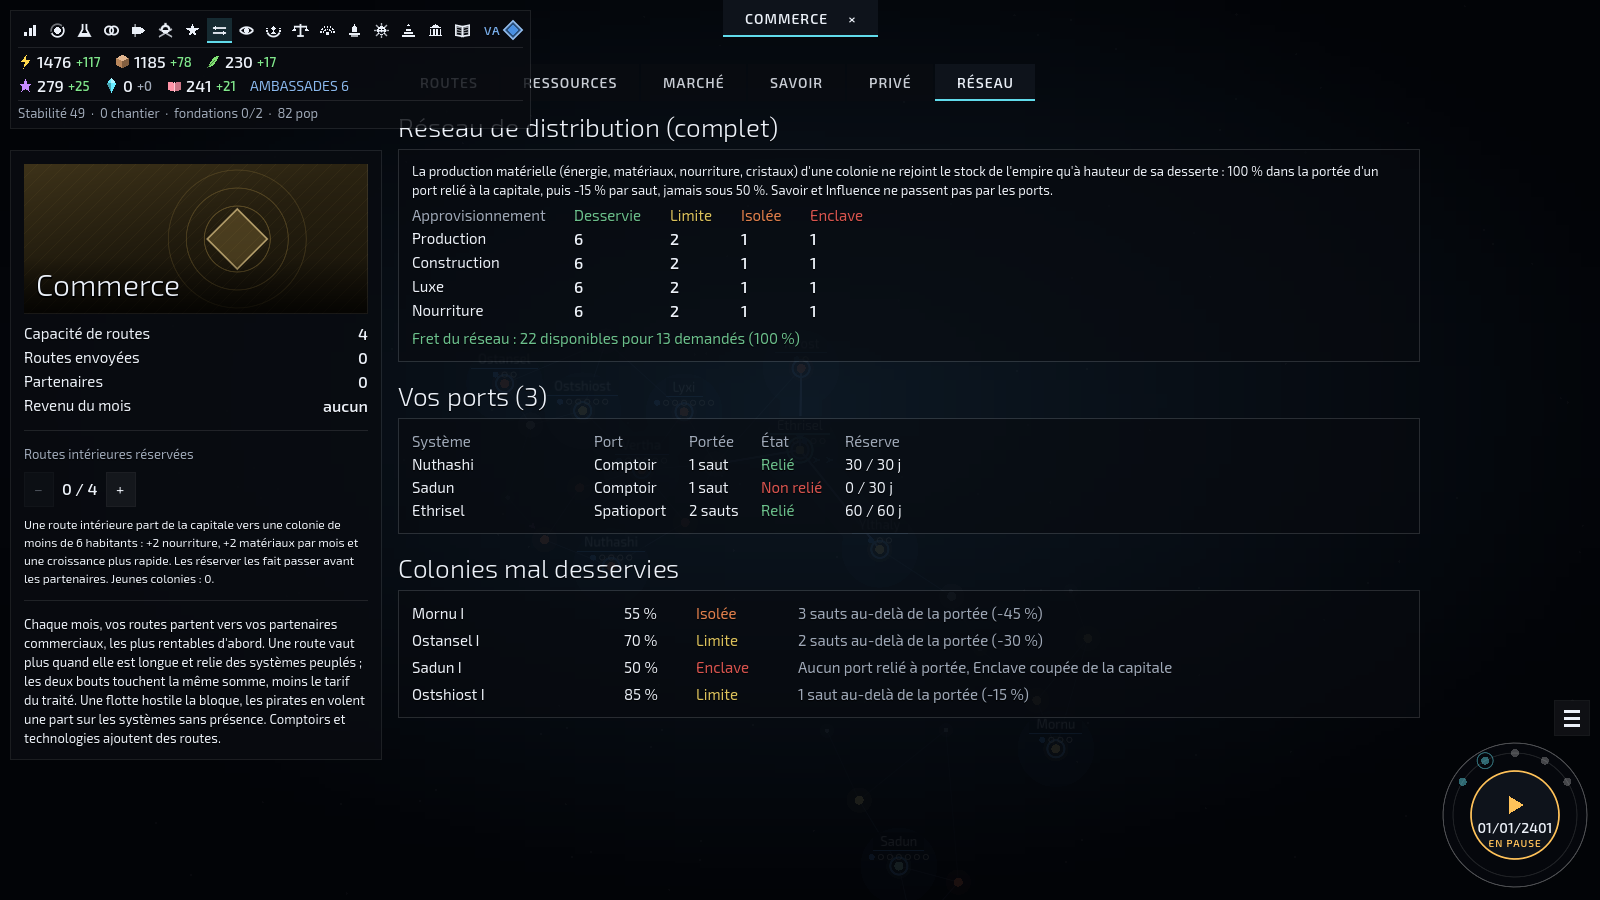 COMMERCE ×
VA
1476 +117 1185 +78 230 +17
279 +25 0 +0 241 +21 AMBASSADES 6
Stabilité 49 · 0 chantier · fondations 0/2 · 82 pop
ROUTES RESSOURCES MARCHÉ SAVOIR PRIVÉ RÉSEAU
Réseau de distribution (complet)
La production matérielle (énergie, matériaux, nourriture, cristaux) d'une colonie ne rejoint le stock de l'empire qu'à hauteur de sa desserte : 100 % dans la portée d'un
port relié à la capitale, puis -15 % par saut, jamais sous 50 %. Savoir et Influence ne passent pas par les ports.
Approvisionnement Desservie Limite Isolée Enclave
Production 6 2 1 1
Construction 6 2 1 1
Luxe 6 2 1 1
Nourriture 6 2 1 1
Fret du réseau : 22 disponibles pour 13 demandés (100 %)
Commerce
Capacité de routes 4
Routes envoyées 0
Partenaires 0
Revenu du mois aucun
Routes intérieures réservées
− 0 / 4 +
Une route intérieure part de la capitale vers une colonie de
moins de 6 habitants : +2 nourriture, +2 matériaux par mois et
une croissance plus rapide. Les réserver les fait passer avant
les partenaires. Jeunes colonies : 0.
Chaque mois, vos routes partent vers vos partenaires
commerciaux, les plus rentables d'abord. Une route vaut
plus quand elle est longue et relie des systèmes peuplés ;
les deux bouts touchent la même somme, moins le tarif
du traité. Une flotte hostile la bloque, les pirates en volent
une part sur les systèmes sans présence. Comptoirs et
technologies ajoutent des routes.
Ostansel
Ostshiost
Lyxi
Ethrisel
Vos ports (3)
Système Port Portée État Réserve
Nuthashi Comptoir 1 saut Relié 30 / 30 j
Sadun Comptoir 1 saut Non relié 0 / 30 j
Ethrisel Spatioport 2 sauts Relié 60 / 60 j
Nuthashi
Colonies mal desservies
Mornu I 55 % Isolée 3 sauts au-delà de la portée (-45 %)
Ostansel I 70 % Limite 2 sauts au-delà de la portée (-30 %)
Sadun I 50 % Enclave Aucun port relié à portée, Enclave coupée de la capitale
Ostshiost I 85 % Limite 1 saut au-delà de la portée (-15 %)
Mornu
Sadun
01/01/2401
EN PAUSE